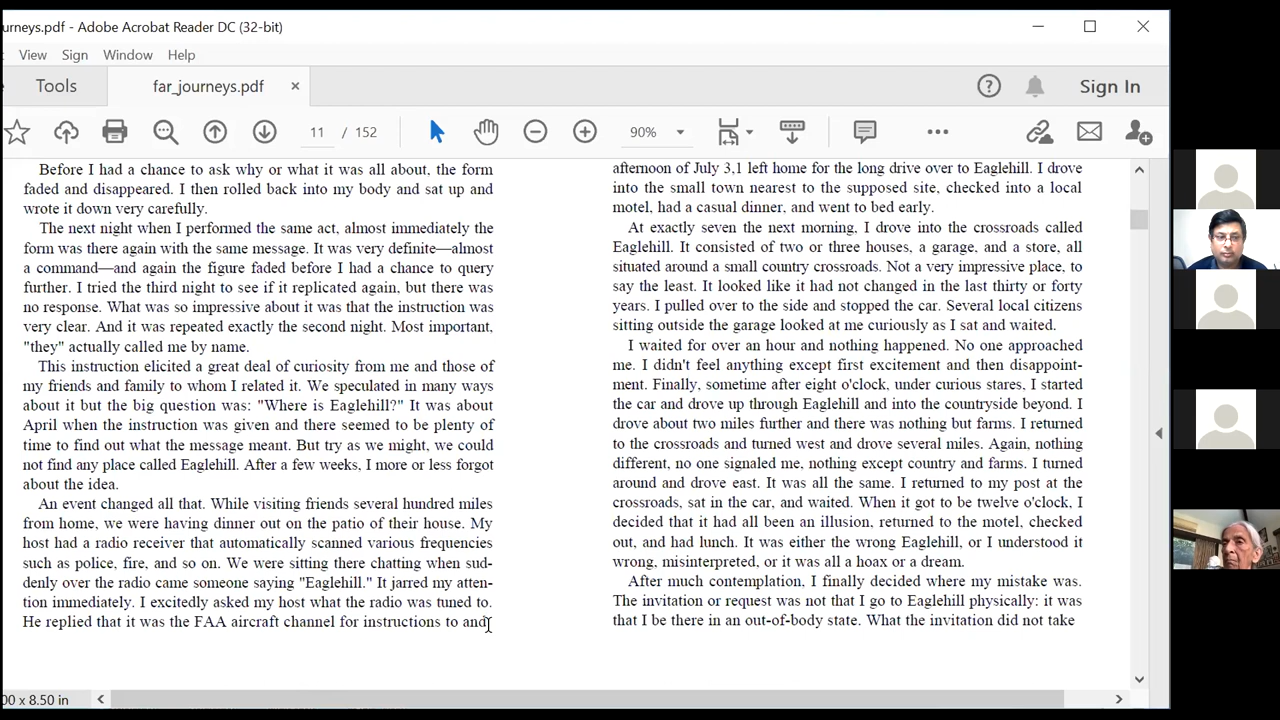 urneys.pdf - Adobe Acrobat Reader DC (32-bit)
View Sign Window Help
Tools far_journeys.pdf × Sign In
11 / 152 90%
Before I had a chance to ask why or what it was all about, the form
faded and disappeared. I then rolled back into my body and sat up and
wrote it down very carefully.
The next night when I performed the same act, almost immediately the
form was there again with the same message. It was very definite—almost
a command—and again the figure faded before I had a chance to query
further. I tried the third night to see if it replicated again, but there was
no response. What was so impressive about it was that the instruction was
very clear. And it was repeated exactly the second night. Most important,
"they" actually called me by name.
This instruction elicited a great deal of curiosity from me and those of
my friends and family to whom I related it. We speculated in many ways
about it but the big question was: "Where is Eaglehill?" It was about
April when the instruction was given and there seemed to be plenty of
time to find out what the message meant. But try as we might, we could
not find any place called Eaglehill. After a few weeks, I more or less forgot
about the idea.
An event changed all that. While visiting friends several hundred miles
from home, we were having dinner out on the patio of their house. My
host had a radio receiver that automatically scanned various frequencies
such as police, fire, and so on. We were sitting there chatting when sud-
denly over the radio came someone saying "Eaglehill." It jarred my atten-
tion immediately. I excitedly asked my host what the radio was tuned to.
He replied that it was the FAA aircraft channel for instructions to and
afternoon of July 3,1 left home for the long drive over to Eaglehill. I drove
into the small town nearest to the supposed site, checked into a local
motel, had a casual dinner, and went to bed early.
At exactly seven the next morning, I drove into the crossroads called
Eaglehill. It consisted of two or three houses, a garage, and a store, all
situated around a small country crossroads. Not a very impressive place, to
say the least. It looked like it had not changed in the last thirty or forty
years. I pulled over to the side and stopped the car. Several local citizens
sitting outside the garage looked at me curiously as I sat and waited.
I waited for over an hour and nothing happened. No one approached
me. I didn't feel anything except first excitement and then disappoint-
ment. Finally, sometime after eight o'clock, under curious stares, I started
the car and drove up through Eaglehill and into the countryside beyond. I
drove about two miles further and there was nothing but farms. I returned
to the crossroads and turned west and drove several miles. Again, nothing
different, no one signaled me, nothing except country and farms. I turned
around and drove east. It was all the same. I returned to my post at the
crossroads, sat in the car, and waited. When it got to be twelve o'clock, I
decided that it had all been an illusion, returned to the motel, checked
out, and had lunch. It was either the wrong Eaglehill, or I understood it
wrong, misinterpreted, or it was all a hoax or a dream.
After much contemplation, I finally decided where my mistake was.
The invitation or request was not that I go to Eaglehill physically: it was
that I be there in an out-of-body state. What the invitation did not take
00 x 8.50 in